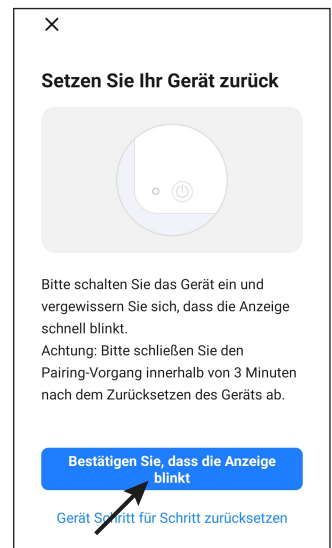 Setzen Sie Ihr Gerät zurück
Bitte schalten Sie das Gerät ein und
vergewissern Sie sich, dass die Anzeige
schnell blinkt.
Achtung: Bitte schließen Sie den
Pairing-Vorgang innerhalb von 3 Minuten
nach dem Zurücksetzen des Geräts ab.
Bestätigen Sie, dass die Anzeige
blinkt
Gerät Schritt für Schritt zurücksetzen